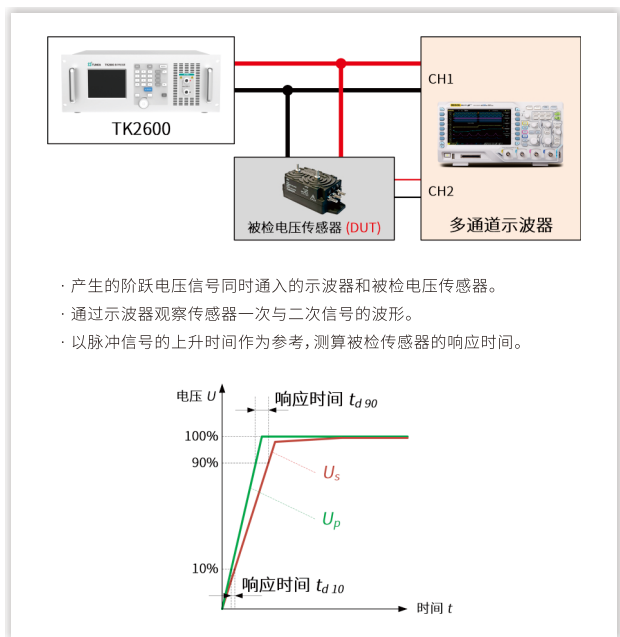 TK2600
CH1
CH2
被检电压传感器 (DUT)
多通道示波器
· 产生的阶跃电压信号同时通入的示波器和被检电压传感器。
· 通过示波器观察传感器一次与二次信号的波形。
· 以脉冲信号的上升时间作为参考,测算被检传感器的响应时间。
电压 U
响应时间 td 90
100%
90%
Us
Up
10%
响应时间 td 10
时间 t